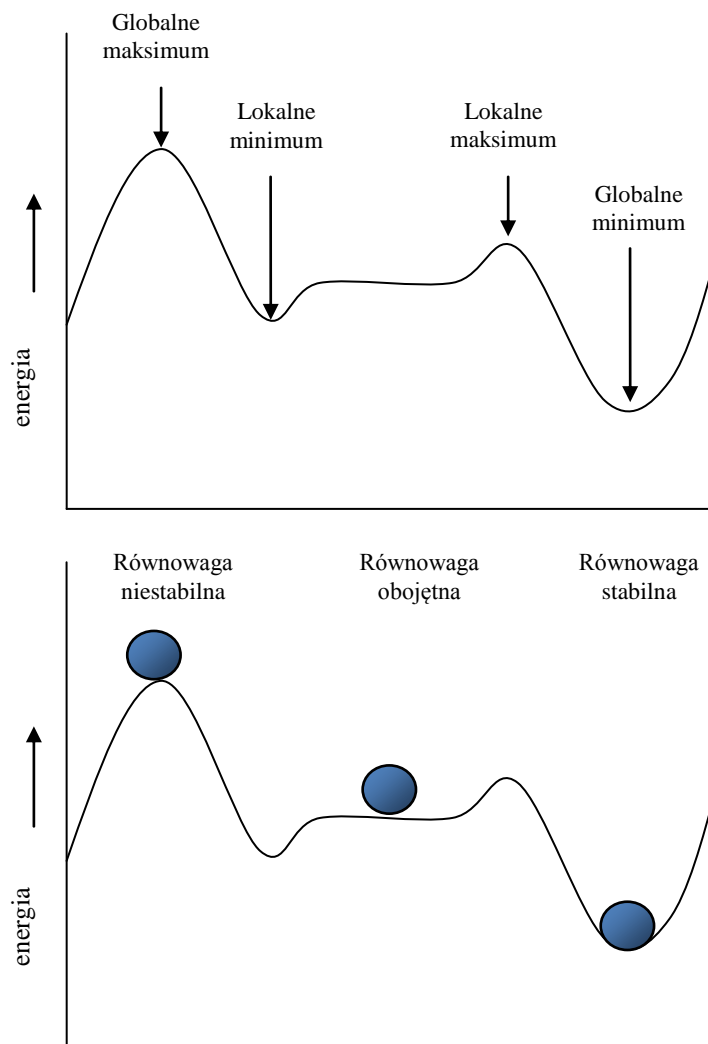 Globalne
maksimum
Lokalne
minimum
Lokalne
maksimum
Globalne
minimum
energia
Równowaga
niestabilna
Równowaga
obojętna
Równowaga
stabilna
energia